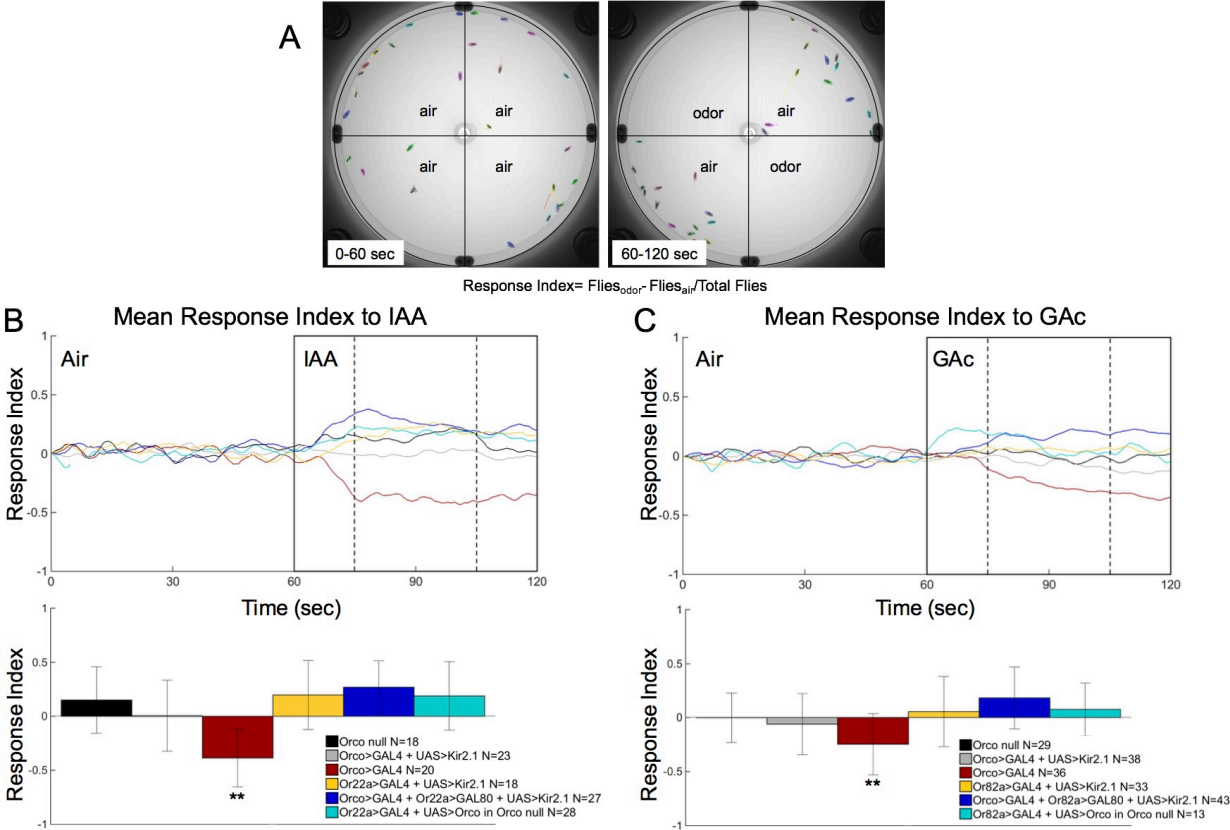 A
air
air
air
air
0-60 sec
odor
air
air
odor
60-120 sec
Response Index= Flies odor- Flies air/Total Flies
B
Mean Response Index to IAA
Response Index
1
0.5
0
-0.5
-1
Air
IAA
0
30
60
90
120
Time (sec)
Response Index
1
0.5
0
-0.5
-1
**
Orco null N=18
Orco>GAL4 + UAS>Kir2.1 N=23
Orco>GAL4 N=20
Or22a>GAL4 + UAS>Kir2.1 N=18
Orco>GAL4 + Or22a>GAL80 + UAS>Kir2.1 N=27
Or22a>GAL4 + UAS>Orco in Orco null N=28
C
Mean Response Index to GAc
Response Index
1
0.5
0
-0.5
-1
Air
GAc
0
30
60
90
120
Time (sec)
Response Index
1
0.5
0
-0.5
-1
**
Orco null N=29
Orco>GAL4 + UAS>Kir2.1 N=38
Orco>GAL4 N=36
Or82a>GAL4 + UAS>Kir2.1 N=33
Orco>GAL4 + Or82a>GAL80 + UAS>Kir2.1 N=43
Or82a>GAL4 + UAS>Orco in Orco null N=13